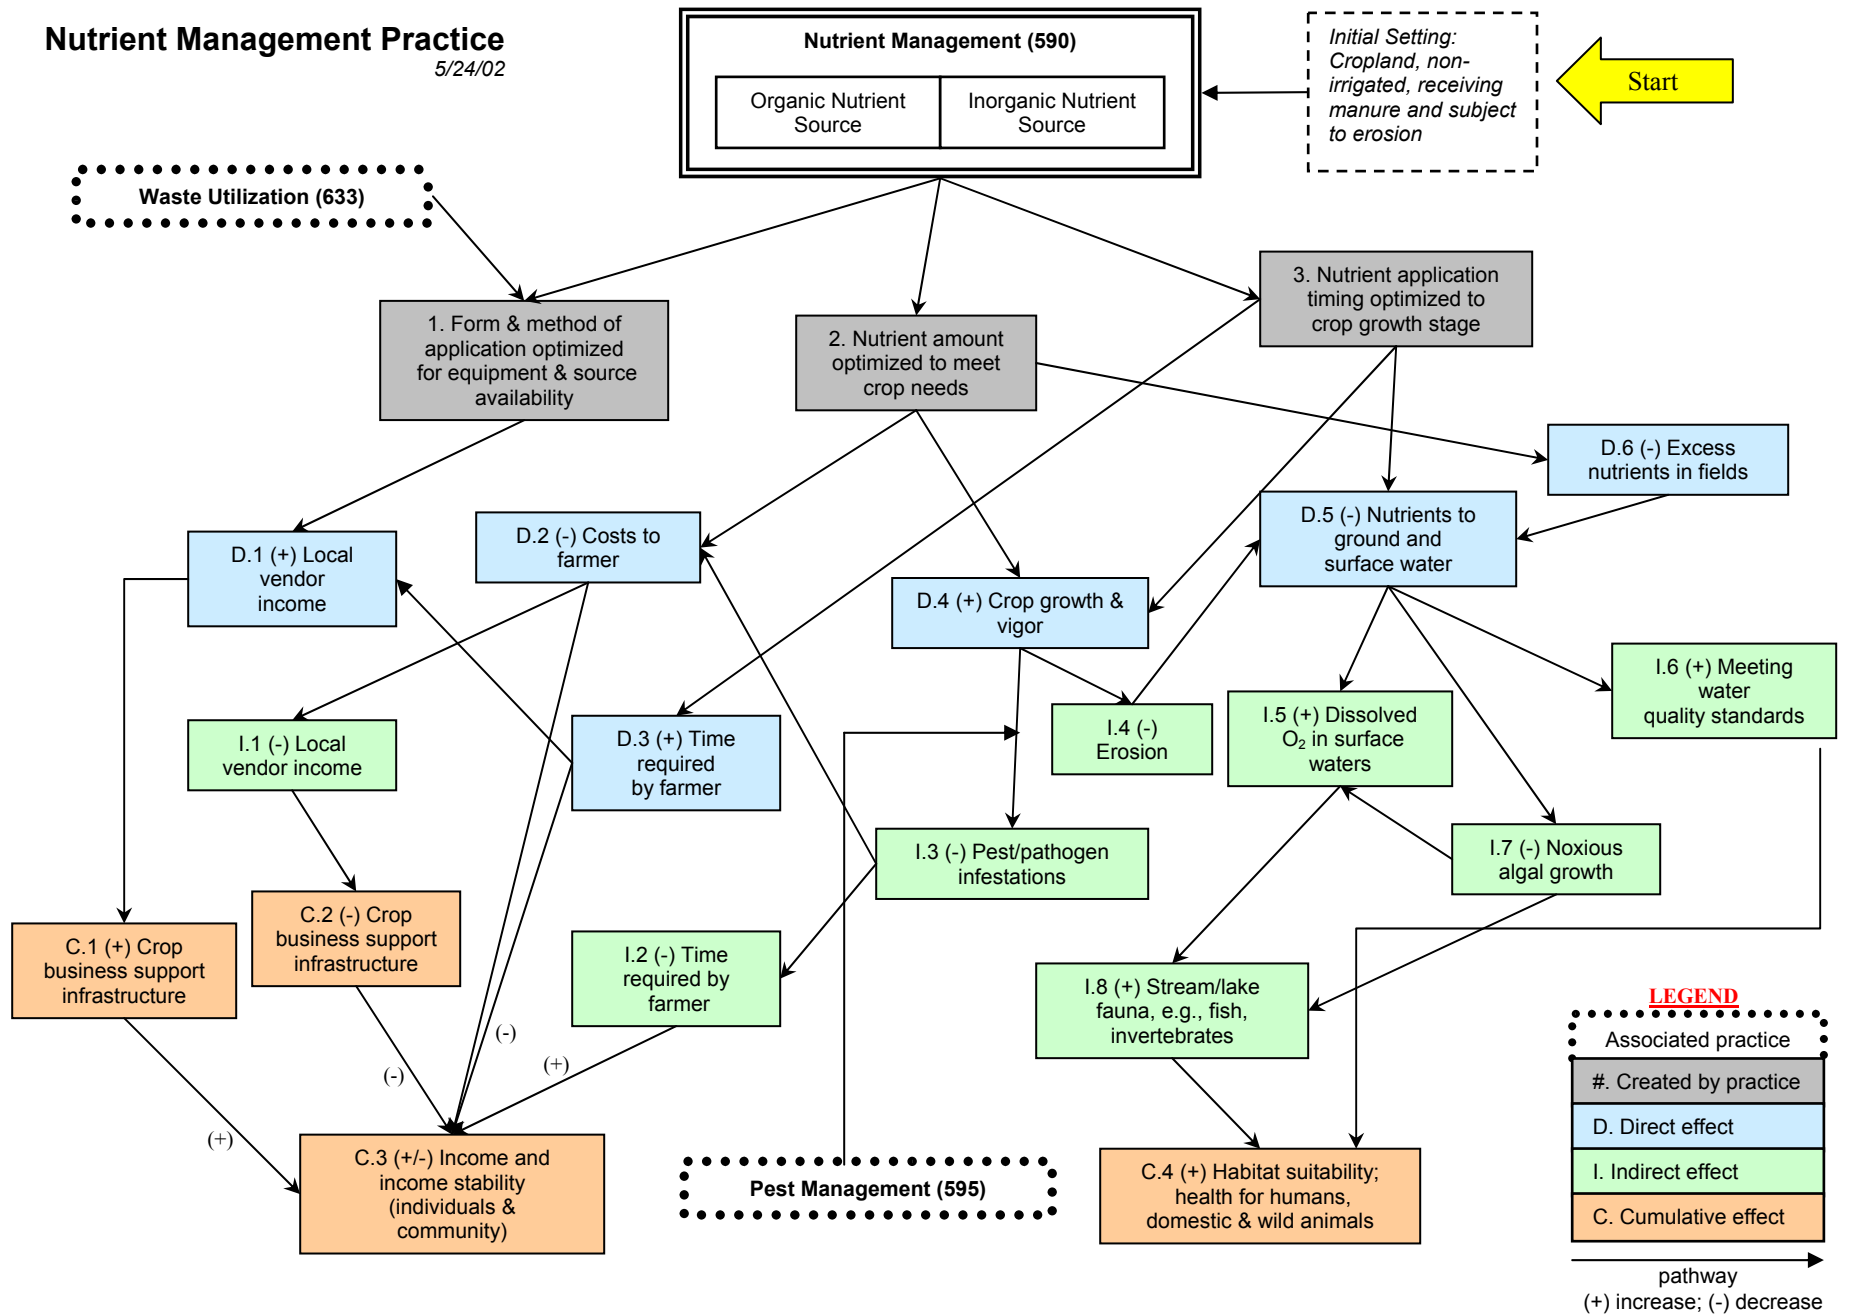 Nutrient Management Practice
5/24/02
Nutrient Management (590)
Organic Nutrient
Source
Inorganic Nutrient
Source
Initial Setting:
Cropland, non-
irrigated, receiving
manure and subject
to erosion
Start
Waste Utilization (633)
1. Form & method of
application optimized
for equipment & source
availability
2. Nutrient amount
optimized to meet
crop needs
3. Nutrient application
timing optimized to
crop growth stage
D.6 (-) Excess
nutrients in fields
D.1 (+) Local
vendor
income
D.2 (-) Costs to
farmer
D.5 (-) Nutrients to
ground and
surface water
D.4 (+) Crop growth &
vigor
I.1 (-) Local
vendor income
D.3 (+) Time
required
by farmer
I.4 (-)
Erosion
I.5 (+) Dissolved
O2 in surface
waters
I.6 (+) Meeting
water
quality standards
I.3 (-) Pest/pathogen
infestations
I.7 (-) Noxious
algal growth
C.1 (+) Crop
business support
infrastructure
C.2 (-) Crop
business support
infrastructure
I.2 (-) Time
required by
farmer
I.8 (+) Stream/lake
fauna, e.g., fish,
invertebrates
(-)
(+)
(-)
(+)
C.3 (+/-) Income and
income stability
(individuals &
community)
Pest Management (595)
C.4 (+) Habitat suitability;
health for humans,
domestic & wild animals
LEGEND
Associated practice
#. Created by practice
D. Direct effect
I. Indirect effect
C. Cumulative effect
pathway
(+) increase; (-) decrease